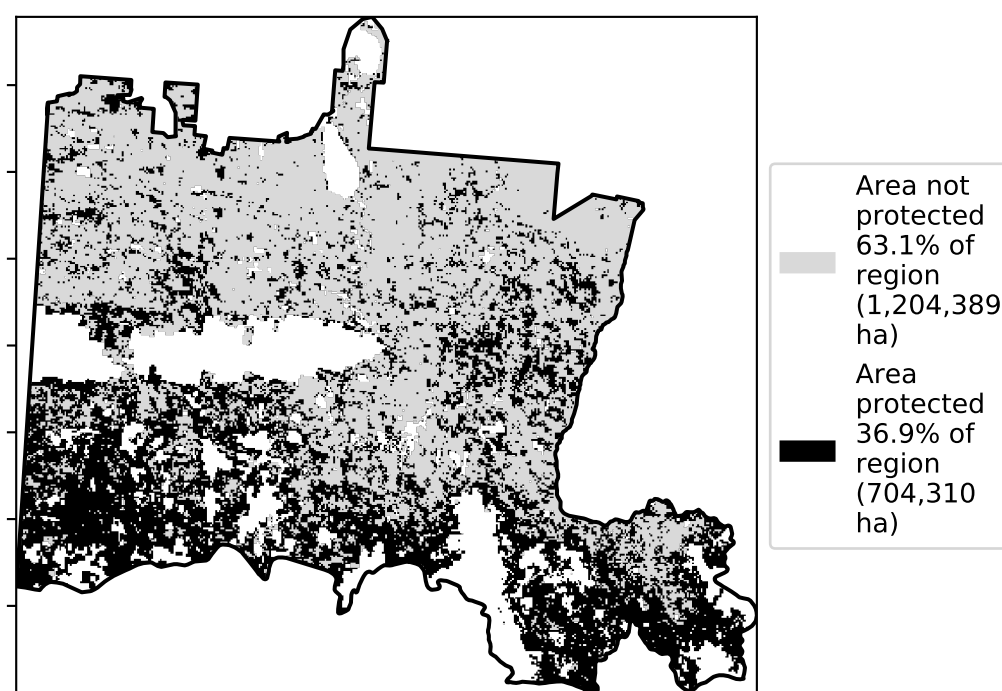 Area not
protected
63.1% of
region
(1,204,389
ha)
Area
protected
36.9% of
region
(704,310
ha)